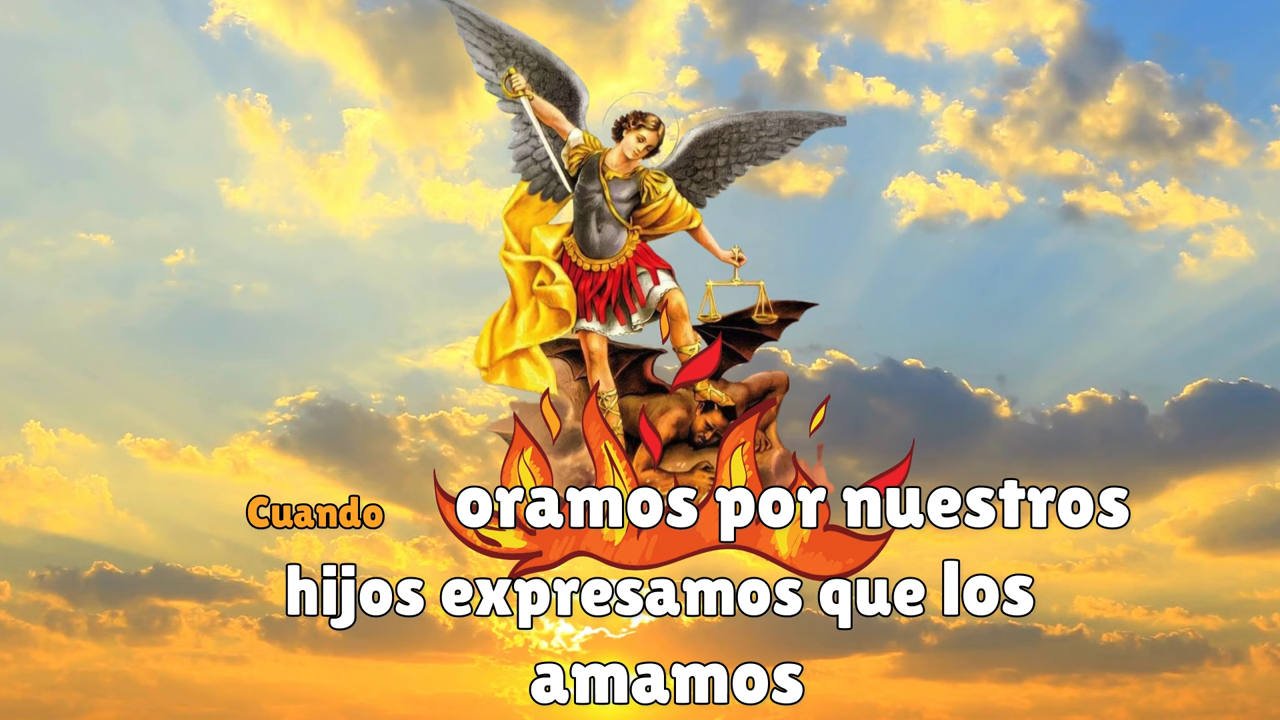 Cuando oramos por nuestros
hijos expresamos que los
amamos